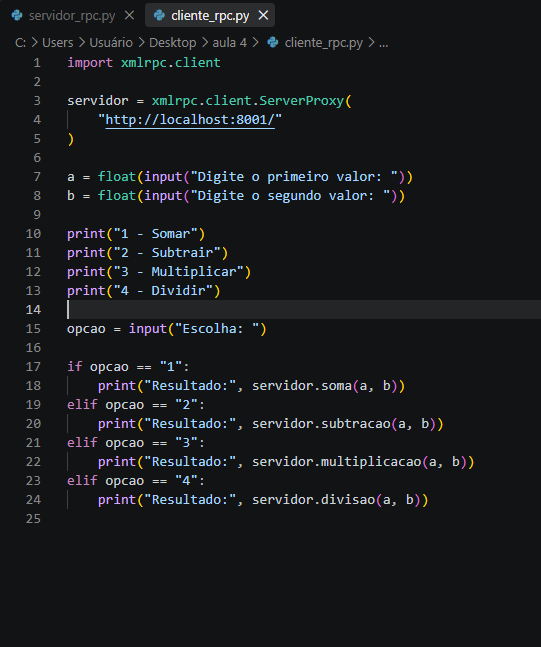 servidor_rpc.py cliente_rpc.py
C: > Users > Usuário > Desktop > aula 4 > cliente_rpc.py > ...
1 import xmlrpc.client
2
3 servidor = xmlrpc.client.ServerProxy(
4 "http://localhost:8001/"
5 )
6
7 a = float(input("Digite o primeiro valor: "))
8 b = float(input("Digite o segundo valor: "))
9
10 print("1 - Somar")
11 print("2 - Subtrair")
12 print("3 - Multiplicar")
13 print("4 - Dividir")
14
15 opcao = input("Escolha: ")
16
17 if opcao == "1":
18 print("Resultado:", servidor.soma(a, b))
19 elif opcao == "2":
20 print("Resultado:", servidor.subtracao(a, b))
21 elif opcao == "3":
22 print("Resultado:", servidor.multiplicacao(a, b))
23 elif opcao == "4":
24 print("Resultado:", servidor.divisao(a, b))
25